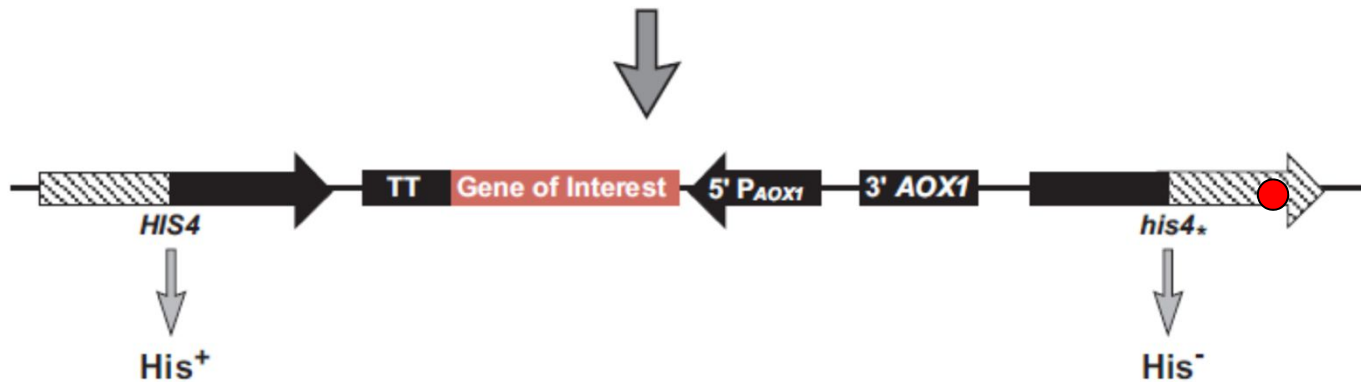 TT Gene of Interest 5' PAOX1 3' AOX1
HIS4 his4*
His+ His-